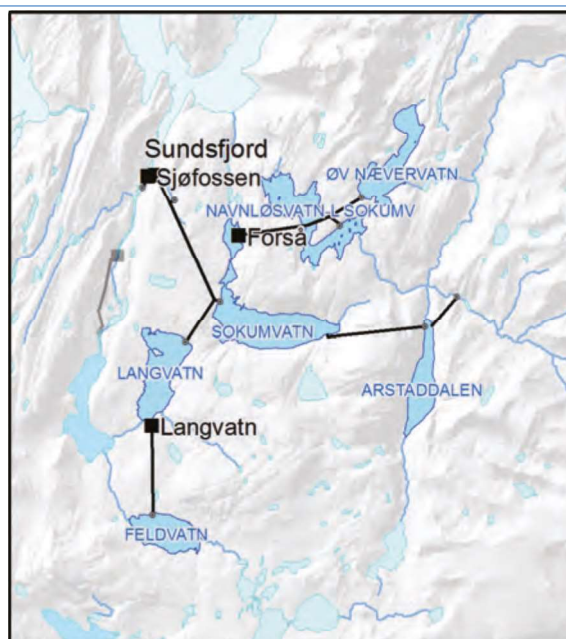 Sundsfjord
Sjøfossen
ØV NÆVERVATN
NAVNLØSVATN-L SOKUMV
Forså
SOKUMVATN
LANGVATN
ARSTADDALEN
Langvatn
FELDVATN